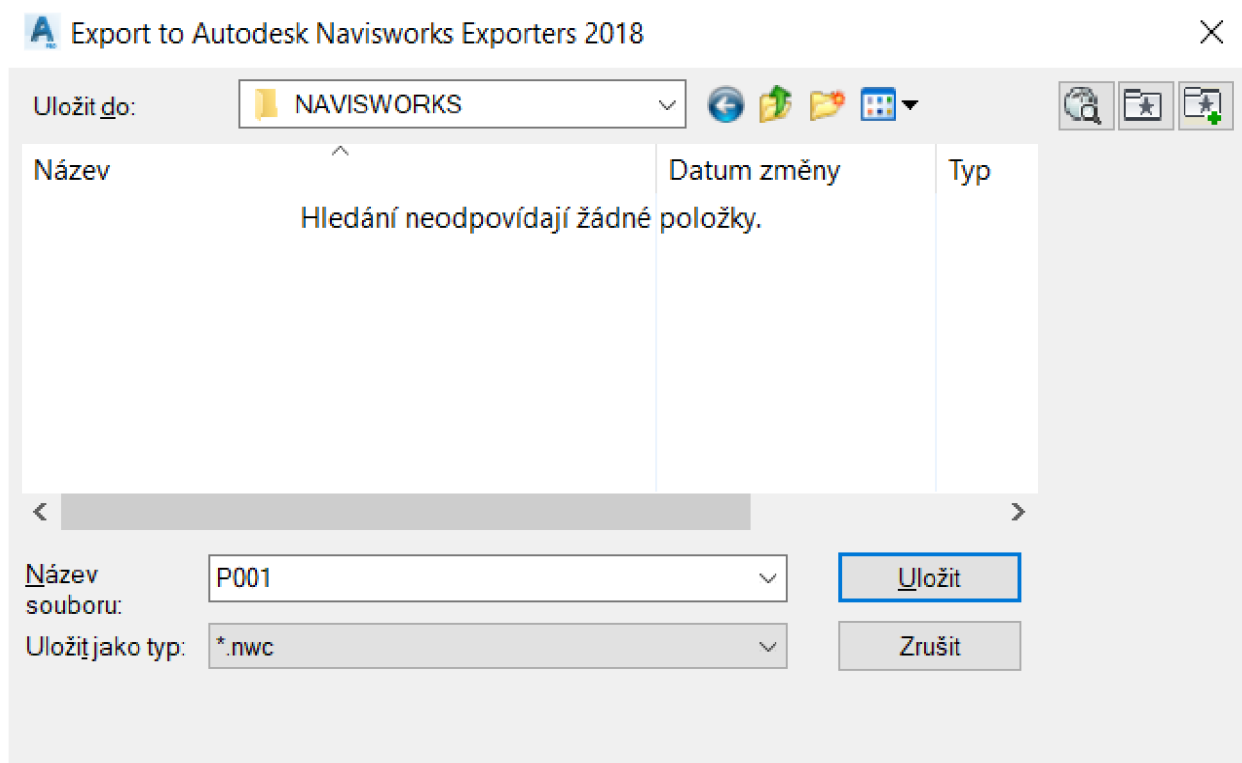 Export to Autodesk Navisworks Exporters 2018
Uložit do:
NAVISWORKS
Název
Datum změny
Typ
Hledání neodpovídají žádné položky.
Název
souboru:
P001
Uložit
Uložit jako typ:
*.nwc
Zrušit